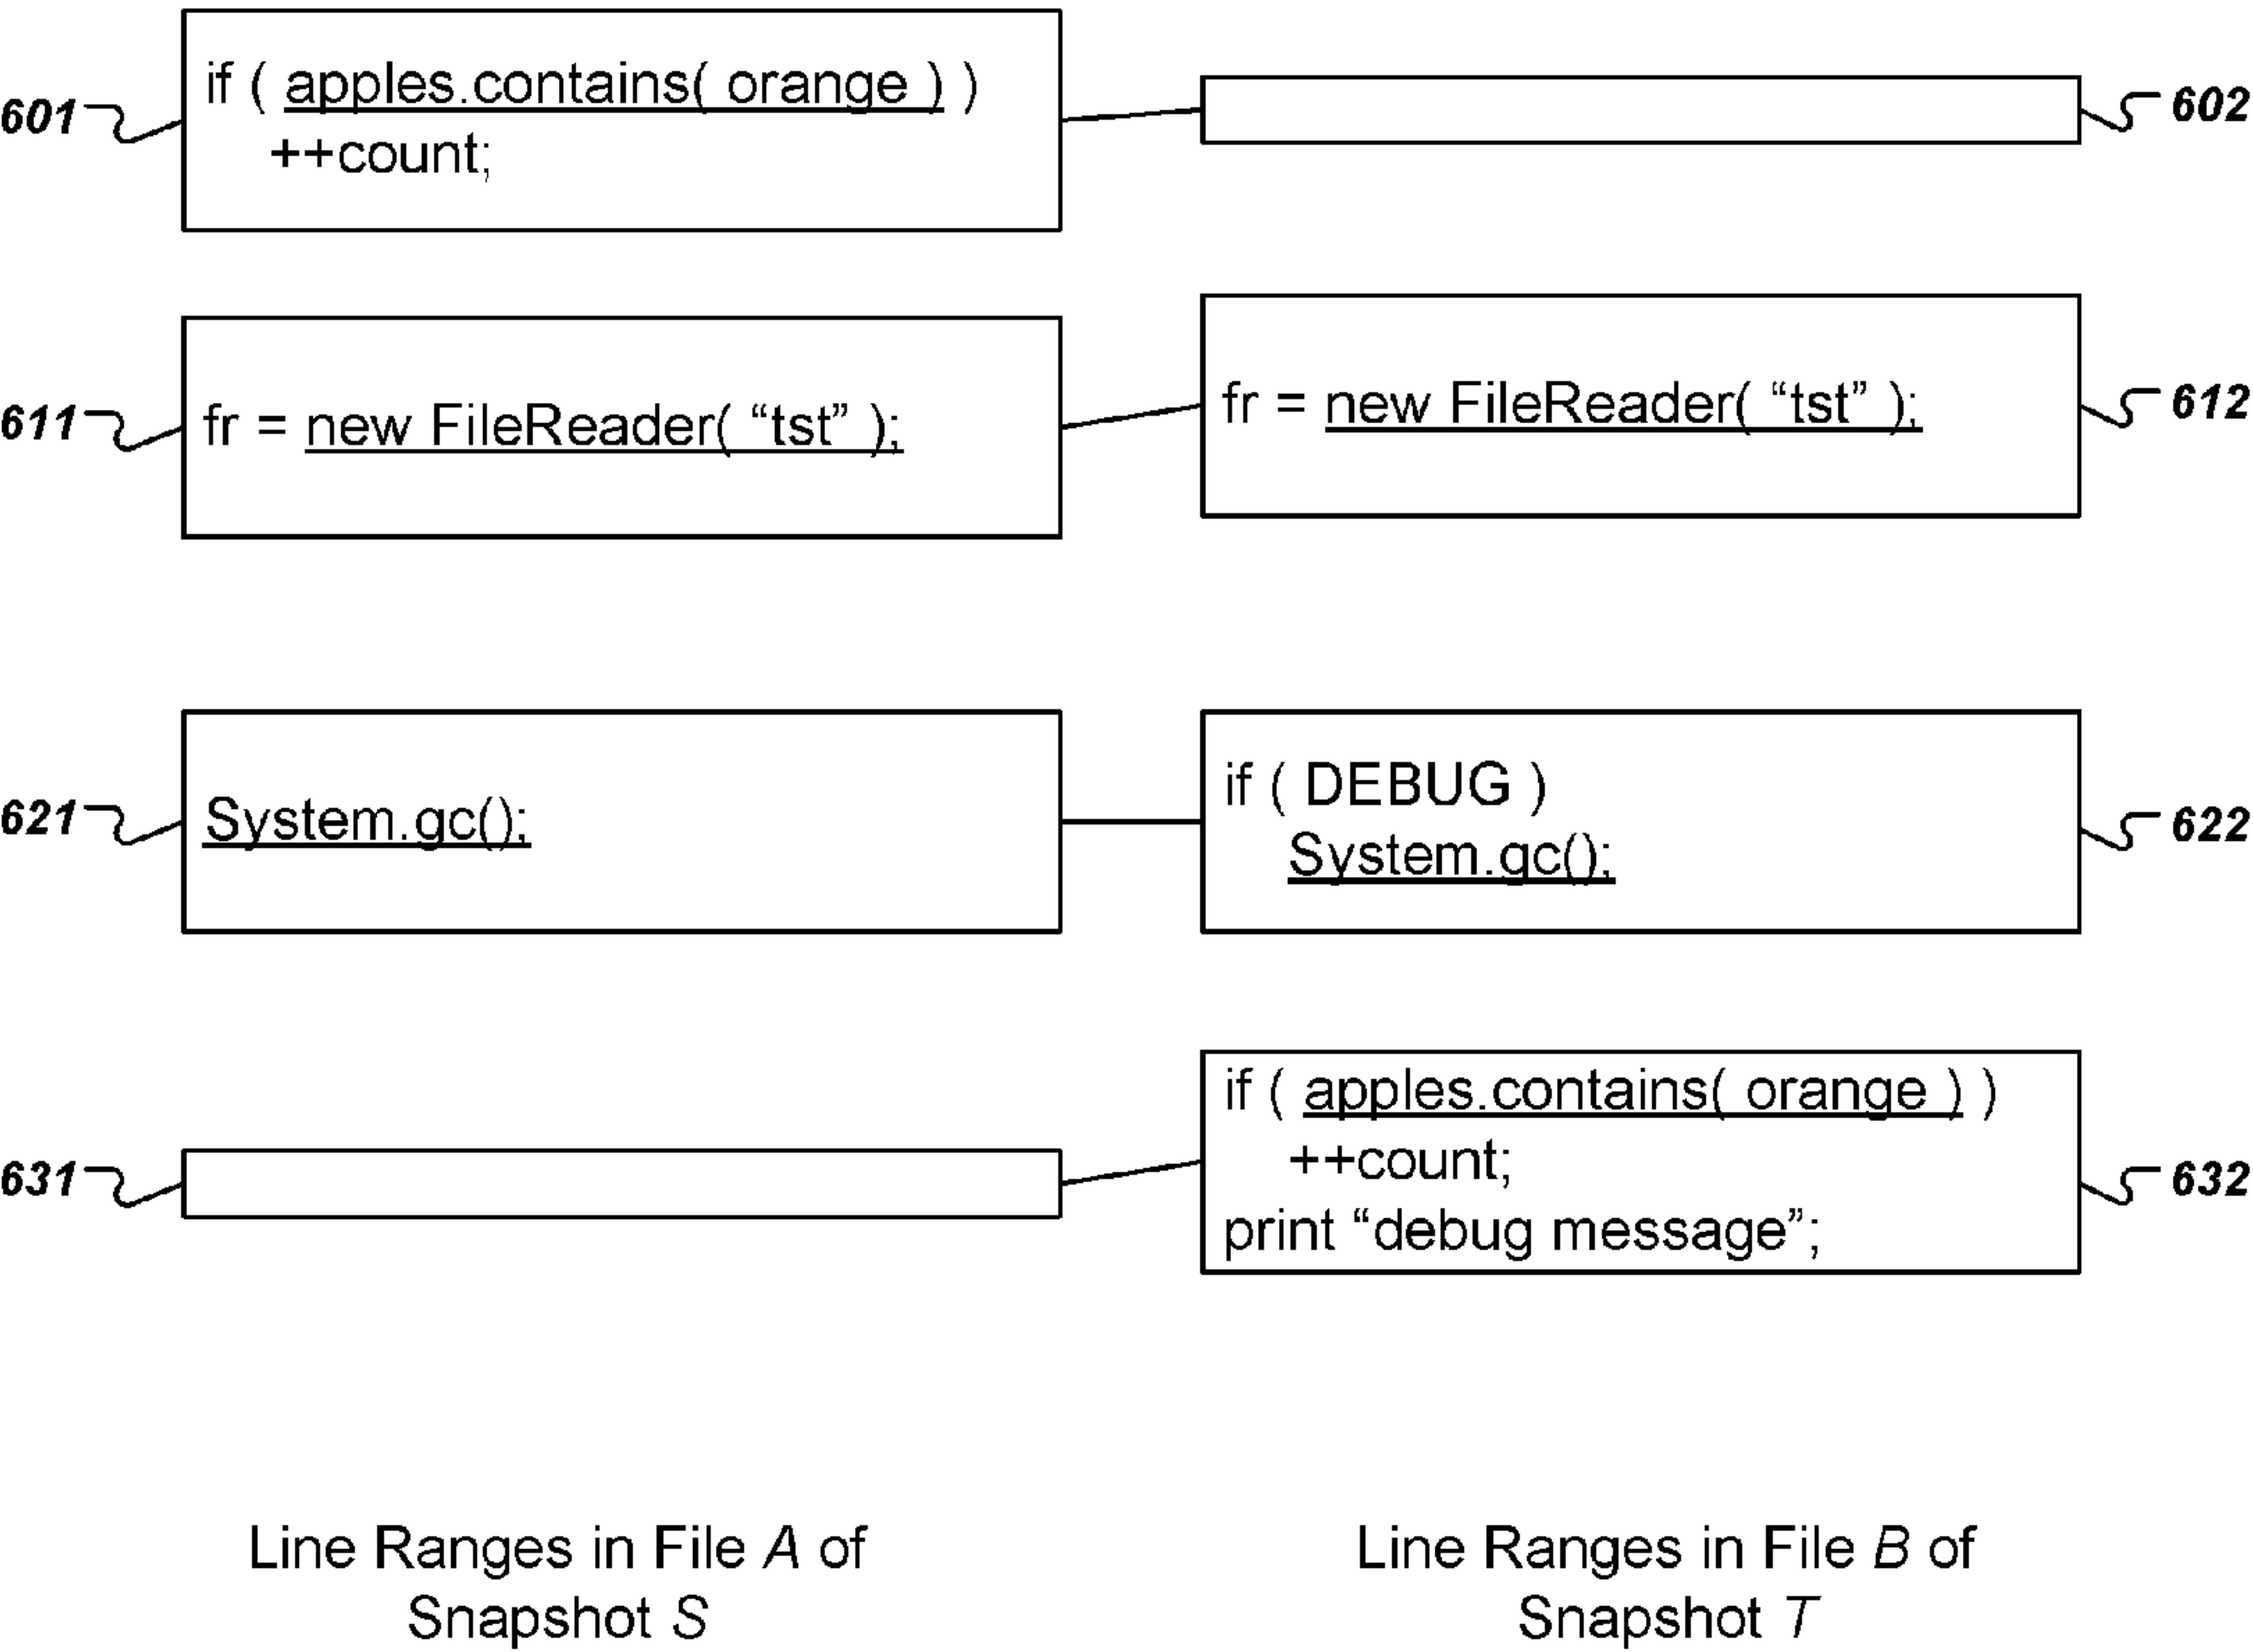 601
if ( apples.contains( orange ) )
++count;
602
611
fr = new FileReader( “tst” );
fr = new FileReader( “tst” );
612
621
System.gc();
if ( DEBUG )
System.gc();
622
631
if ( apples.contains( orange ) )
++count;
print “debug message”;
632
Line Ranges in File A of
Snapshot S
Line Ranges in File B of
Snapshot T